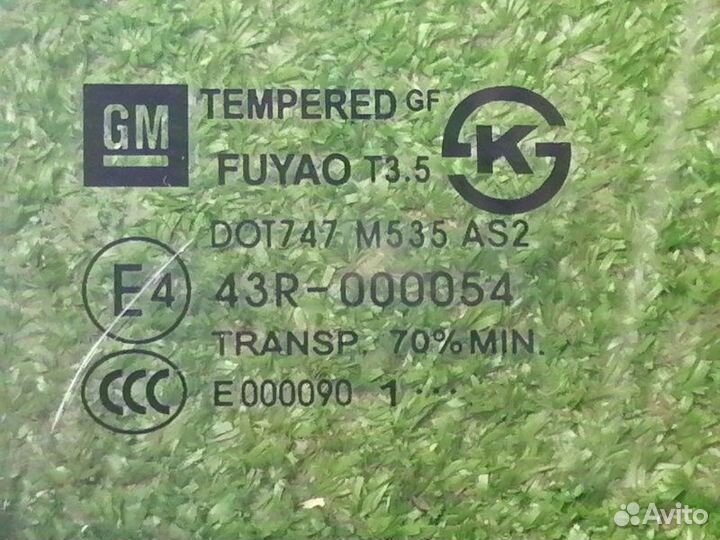 GM TEMPERED GF
FUYAO T3.5
K
DOT747 M535 AS2
E4 43R-000054
TRANSP. 70% MIN.
CCC E000090 1 ...
Avito